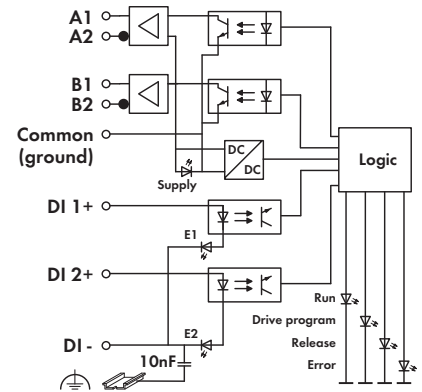 A1
A2
B1
B2
Common
(ground)
DC
DC
Supply
Logic
DI 1+
E1
DI 2+
Run
Drive program
Release
Error
E2
DI -
10nF